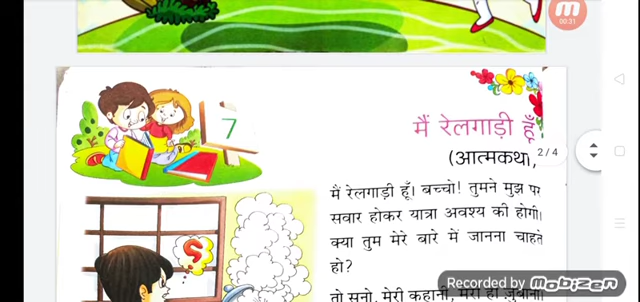 00:31
7
मैं रेलगाड़ी हूँ
2/4
(आत्मकथा)
मैं रेलगाड़ी हूँ। बच्चो! तुमने मुझ पर
सवार होकर यात्रा अवश्य की होगी।
क्या तुम मेरे बारे में जानना चाहते
हो?
?
तो सुनो, मेरी कहानी, मेरी ही ज़ुबानी।
Recorded by Mobizen